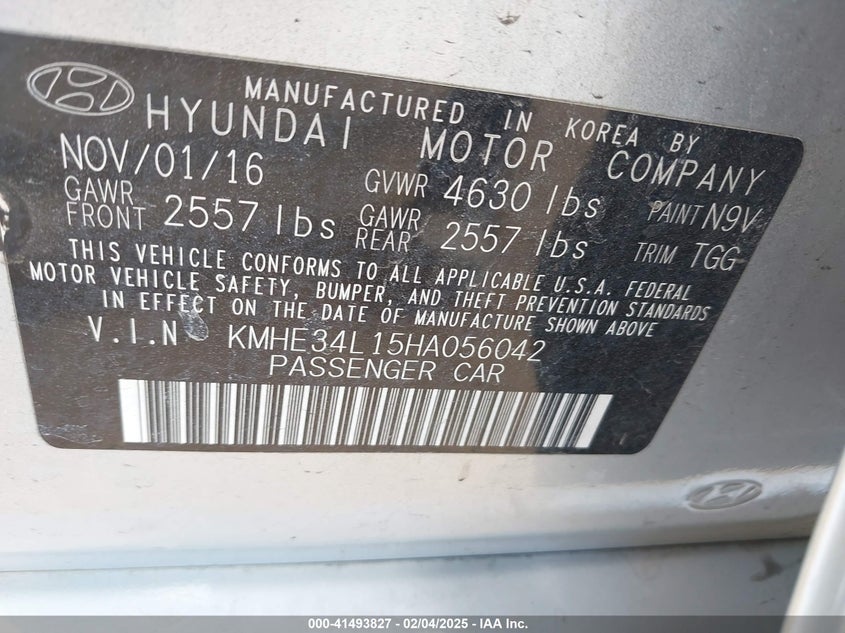 MANUFACTURED IN KOREA BY
HYUNDAI MOTOR COMPANY
NOV/01/16 GVWR 4630 lbs PAINT N9V
GAWR FRONT 2557 lbs GAWR REAR 2557 lbs TRIM TGG
THIS VEHICLE CONFORMS TO ALL APPLICABLE U.S.A. FEDERAL
MOTOR VEHICLE SAFETY, BUMPER, AND THEFT PREVENTION STANDARDS
IN EFFECT ON THE DATE OF MANUFACTURE SHOWN ABOVE
V.I.N KMHE34L15HA056042
PASSENGER CAR
000-41493827 - 02/04/2025 - IAA Inc.